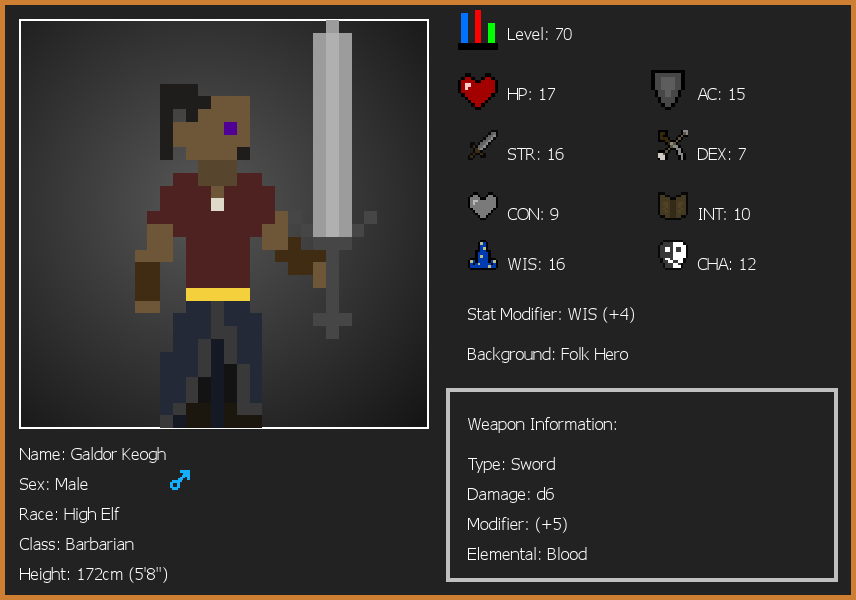 Level: 70
HP: 17
AC: 15
STR: 16
DEX: 7
CON: 9
INT: 10
WIS: 16
CHA: 12
Stat Modifier: WIS (+4)
Background: Folk Hero
Weapon Information:
Type: Sword
Damage: d6
Modifier: (+5)
Elemental: Blood
Name: Galdor Keogh
Sex: Male
Race: High Elf
Class: Barbarian
Height: 172cm (5'8")